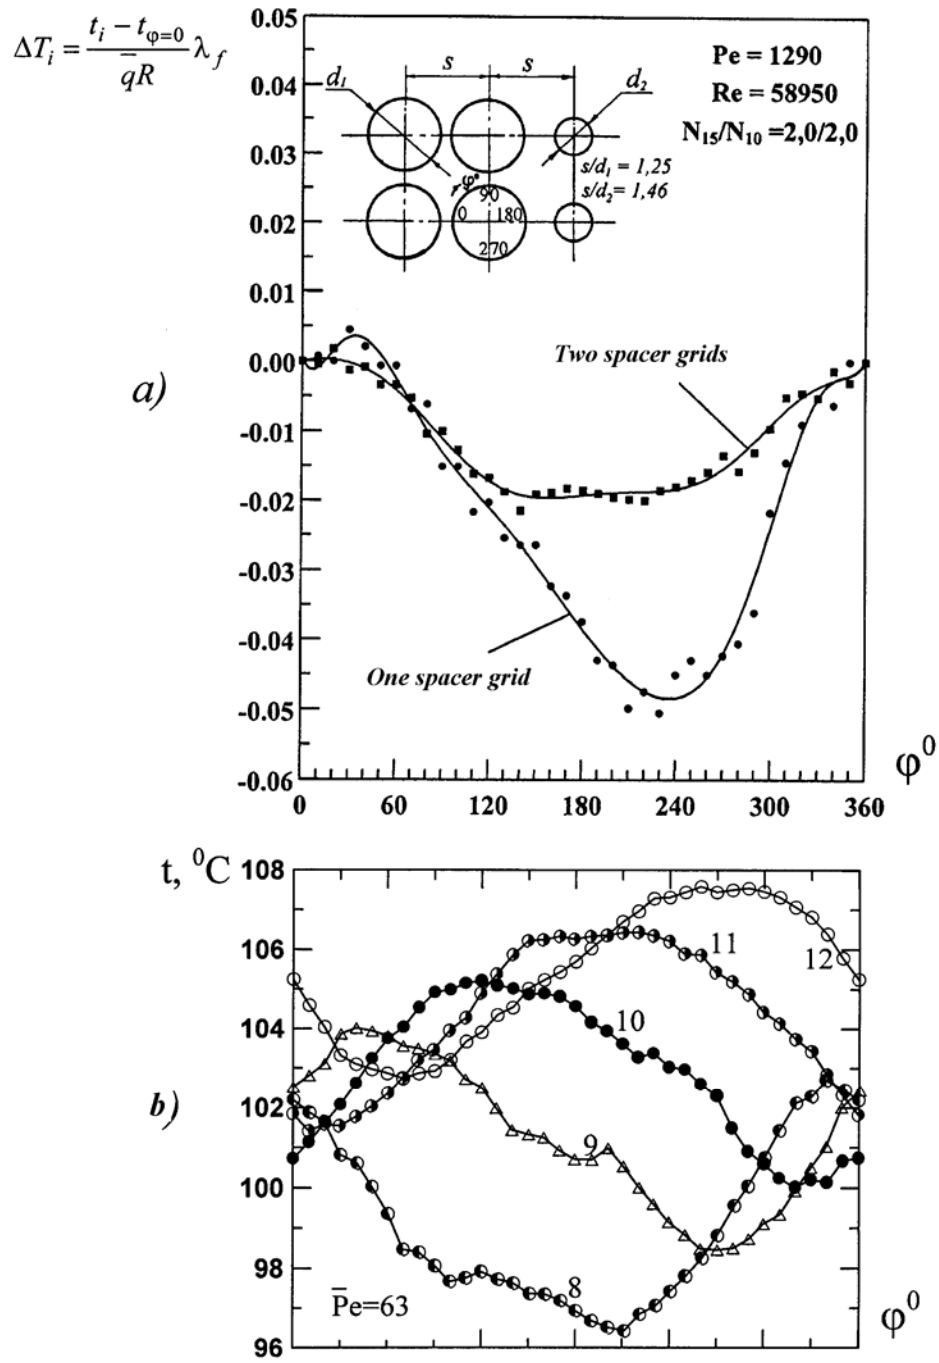 ΔTᵢ = (tᵢ − t_φ=0) / (q̄R) λ_f
0.05
0.04
0.03
0.02
0.01
0.00
-0.01
-0.02
-0.03
-0.04
-0.05
-0.06
s s
d₁ d₂
φ°
90
0 180
270
s/d₁ = 1,25
s/d₂= 1,46
Pe = 1290
Re = 58950
N₁₅/N₁₀ =2,0/2,0
a)
Two spacer grids
One spacer grid
0 60 120 180 240 300 360
φ⁰
t, ⁰C
108
106
104
102
100
98
96
b)
11
12
10
9
8
P̄e=63
φ⁰